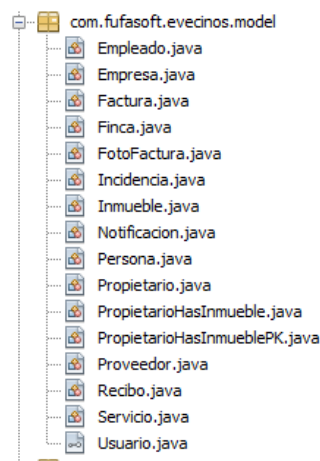 com.fufasoft.evecinos.model
Empleado.java
Empresa.java
Factura.java
Finca.java
FotoFactura.java
Incidencia.java
Inmueble.java
Notificacion.java
Persona.java
Propietario.java
PropietarioHasInmueble.java
PropietarioHasInmueblePK.java
Proveedor.java
Recibo.java
Servicio.java
Usuario.java